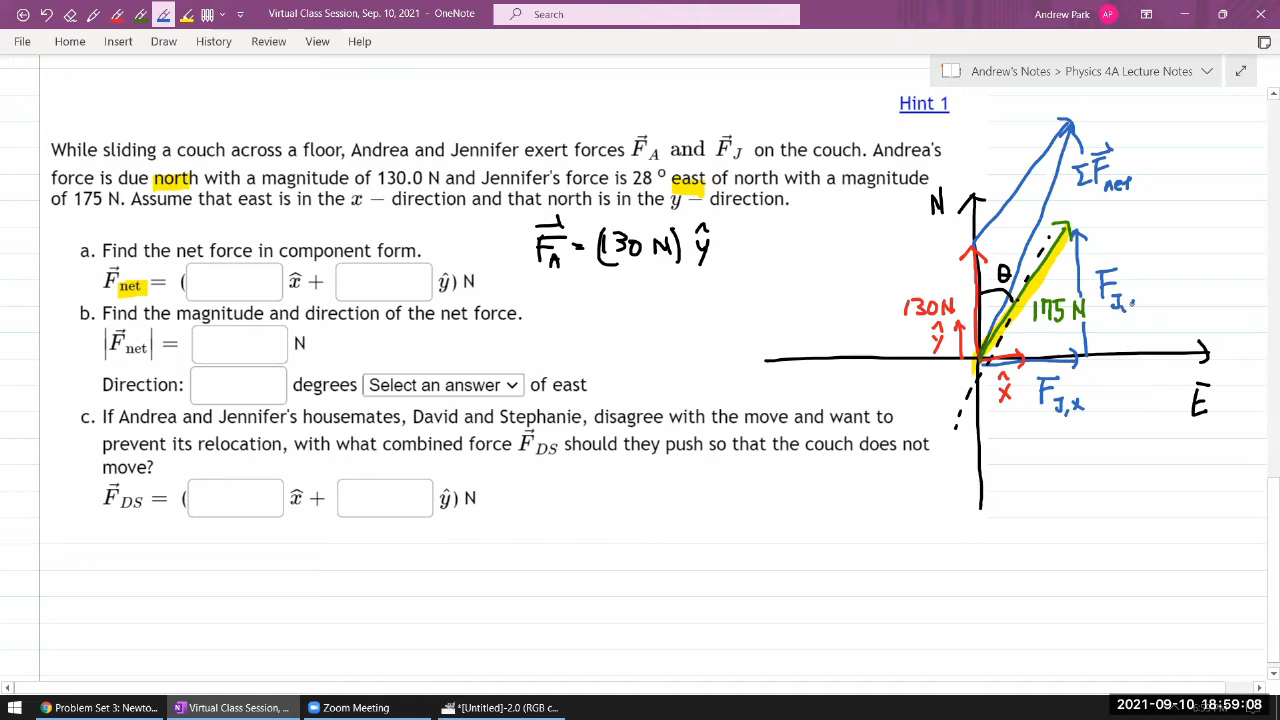 Virtual Class Session, Sep. 10, 2021 - OneNote
Search
Andrew Park
AP
File Home Insert Draw History Review View Help
Andrew's Notes > Physics 4A Lecture Notes
Hint 1
While sliding a couch across a floor, Andrea and Jennifer exert forces F⃗ A and F⃗ J on the couch. Andrea's
force is due north with a magnitude of 130.0 N and Jennifer's force is 28 ° east of north with a magnitude
of 175 N. Assume that east is in the x − direction and that north is in the y − direction.
F⃗ A = (130 N) ŷ
a. Find the net force in component form.
F⃗ net = ( x̂ + ŷ) N
b. Find the magnitude and direction of the net force.
|F⃗ net| = N
Direction: degrees Select an answer of east
c. If Andrea and Jennifer's housemates, David and Stephanie, disagree with the move and want to
prevent its relocation, with what combined force F⃗ DS should they push so that the couch does not
move?
F⃗ DS = ( x̂ + ŷ) N
ΣF⃗ net
N
θ
F J,
130N
175 N
ŷ
x̂
F J,x
E
Problem Set 3: Newto...
Virtual Class Session,...
Zoom Meeting
*[Untitled]-2.0 (RGB c...
2021-09-10 18:59:08